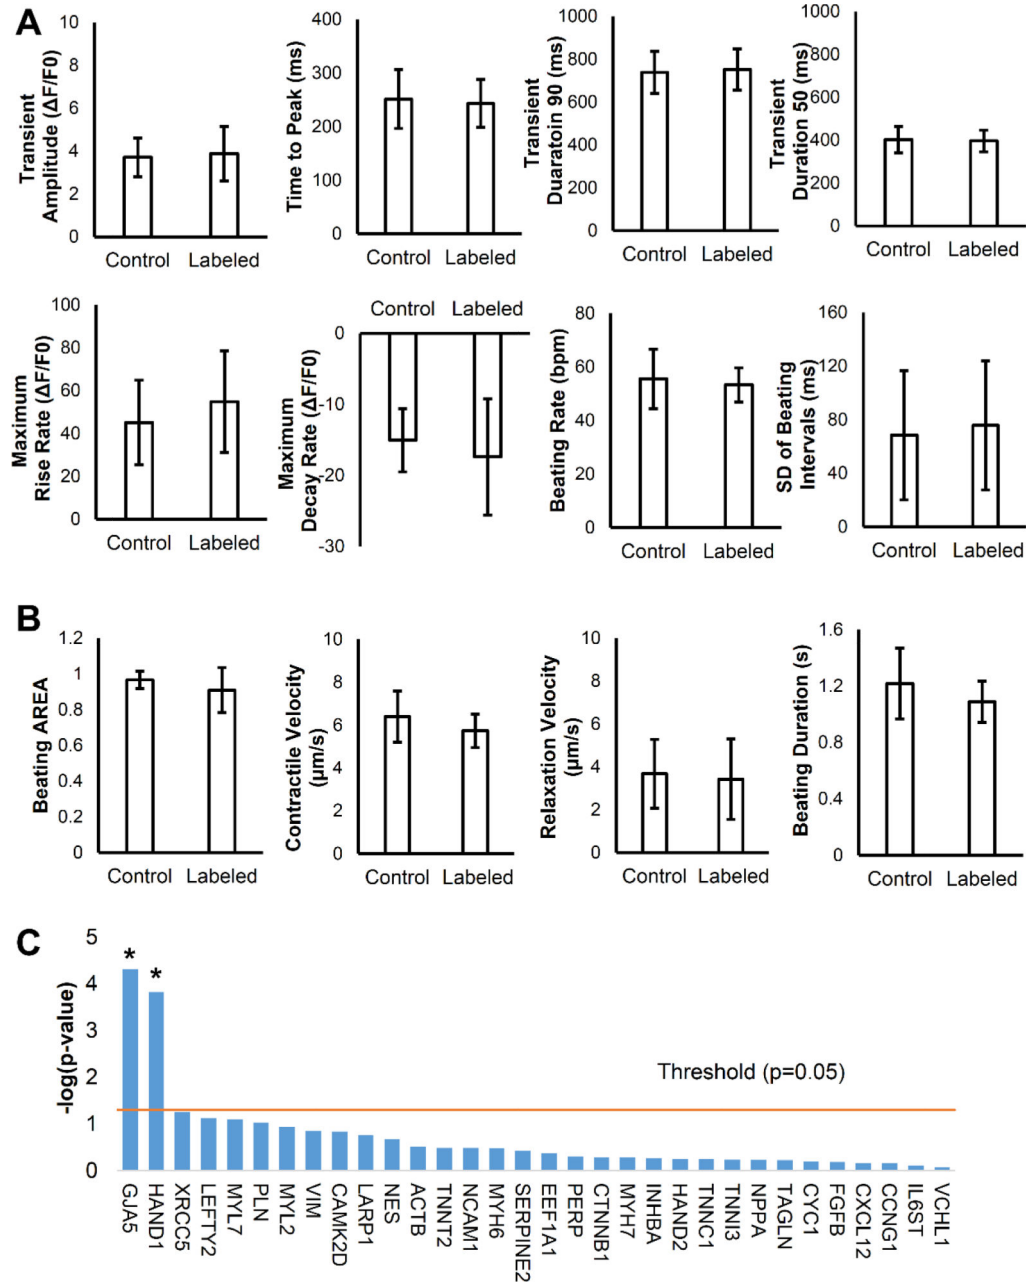 A
Transient
Amplitude (ΔF/F0)
10
8
6
4
2
0
Control Labeled
Time to Peak (ms)
400
300
200
100
0
Control Labeled
Transient
Duaratoin 90 (ms)
1000
800
600
400
200
0
Control Labeled
Transient
Duration 50 (ms)
1000
800
600
400
200
0
Control Labeled
Maximum
Rise Rate (ΔF/F0)
100
80
60
40
20
0
Control Labeled
Maximum
Decay Rate (ΔF/F0)
Control Labeled
0
-10
-20
-30
Beating Rate (bpm)
80
60
40
20
0
Control Labeled
SD of Beating
Intervals (ms)
160
120
80
40
0
Control Labeled
B
Beating AREA
1.2
1
0.8
0.6
0.4
0.2
0
Control Labeled
Contractile Velocity
(µm/s)
10
8
6
4
2
0
Control Labeled
Relaxation Velocity
(µm/s)
10
8
6
4
2
0
Control Labeled
Beating Duration (s)
1.6
1.2
0.8
0.4
0
Control Labeled
C
-log(p-value)
5
4
3
2
1
0
* *
Threshold (p=0.05)
GJA5
HAND1
XRCC5
LEFTY2
MYL7
PLN
MYL2
VIM
CAMK2D
LARP1
NES
ACTB
TNNT2
NCAM1
MYH6
SERPINE2
EEF1A1
PERP
CTNNB1
MYH7
INHBA
HAND2
TNNC1
TNNI3
NPPA
TAGLN
CYC1
FGFB
CXCL12
CCNG1
IL6ST
VCHL1